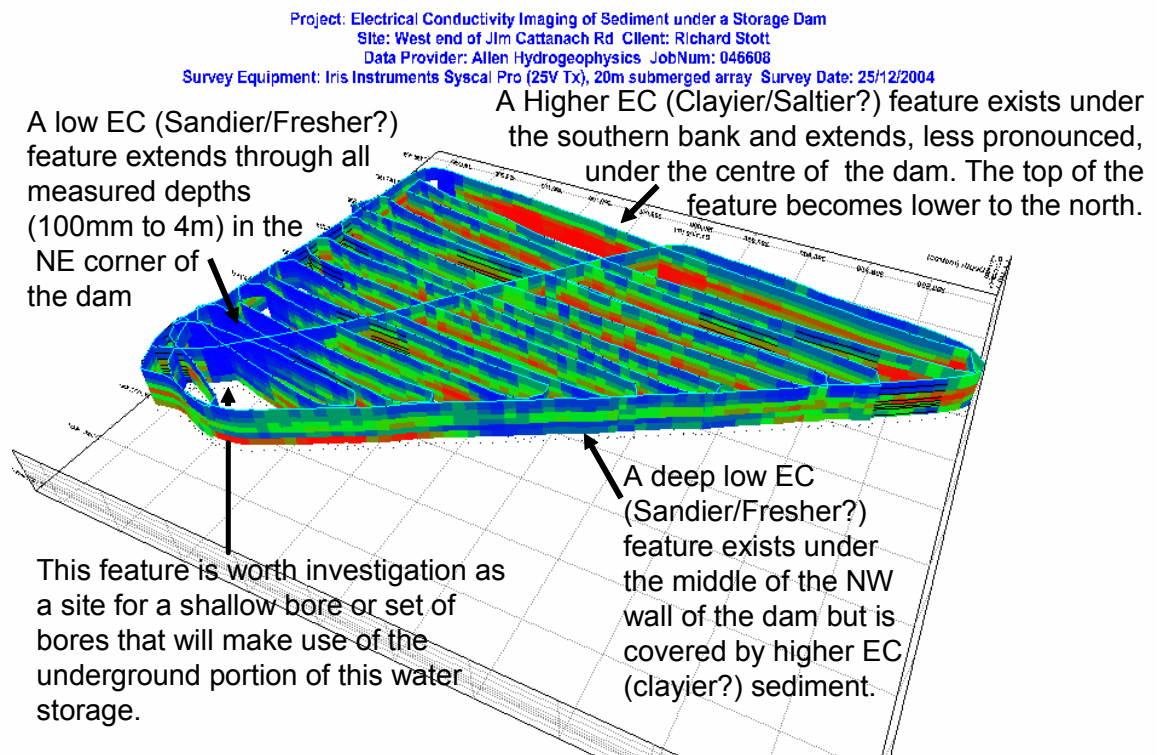 Project: Electrical Conductivity Imaging of Sediment under a Storage Dam
Site: West end of Jim Cattanach Rd Client: Richard Stott
Data Provider: Allen Hydrogeophysics JobNum: 046608
Survey Equipment: Iris Instruments Syscal Pro (25V Tx), 20m submerged array Survey Date: 25/12/2004
A low EC (Sandier/Fresher?)
feature extends through all
measured depths
(100mm to 4m) in the
NE corner of
the dam
A Higher EC (Clayier/Saltier?) feature exists under
the southern bank and extends, less pronounced,
under the centre of the dam. The top of the
feature becomes lower to the north.
This feature is worth investigation as
a site for a shallow bore or set of
bores that will make use of the
underground portion of this water
storage.
A deep low EC
(Sandier/Fresher?)
feature exists under
the middle of the NW
wall of the dam but is
covered by higher EC
(clayier?) sediment.